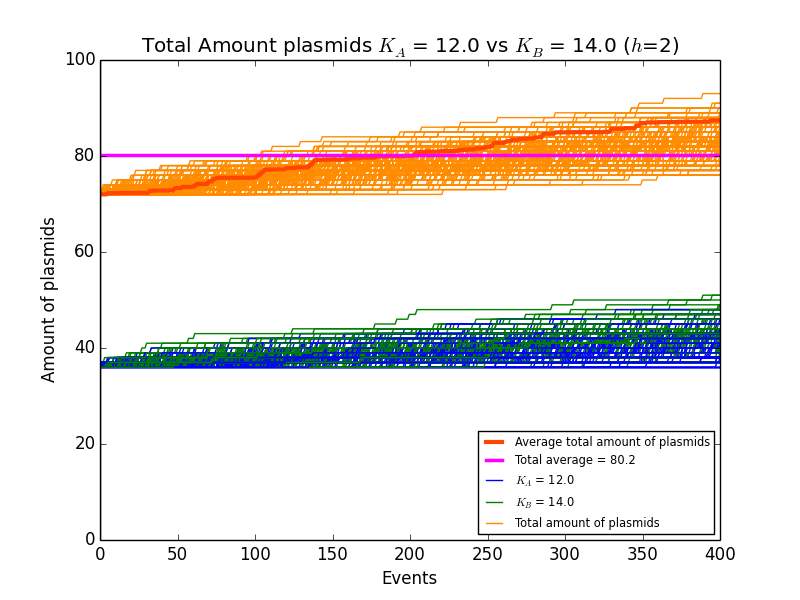 Total Amount plasmids K_A = 12.0 vs K_B = 14.0 (h=2)
Amount of plasmids
100
80
60
40
20
0
0 50 100 150 200 250 300 350 400
Events
Average total amount of plasmids
Total average = 80.2
K_A = 12.0
K_B = 14.0
Total amount of plasmids